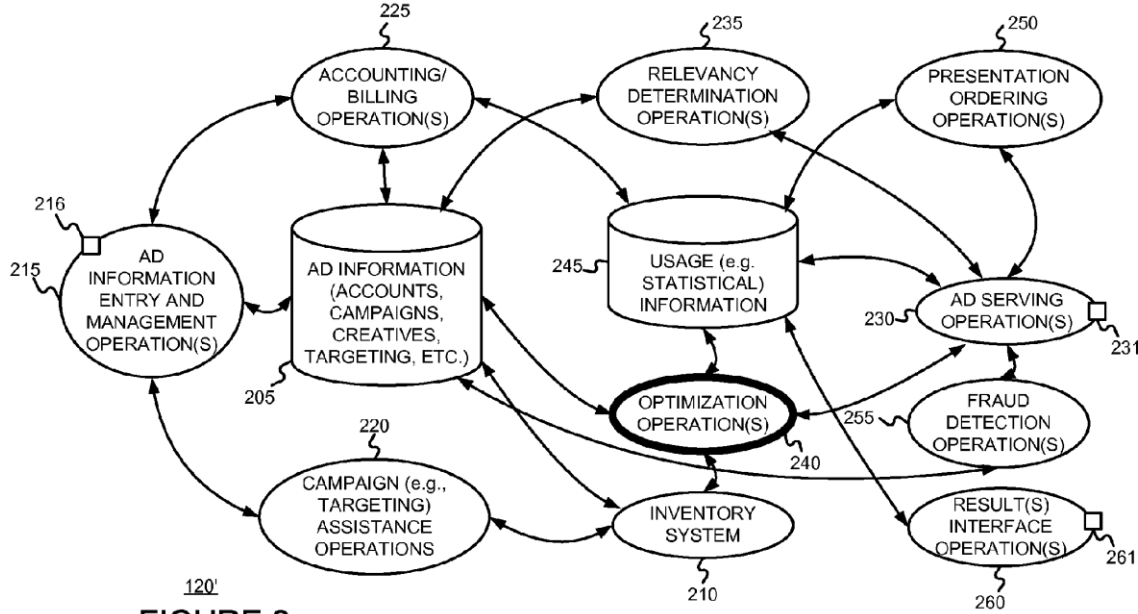 225
235
250
ACCOUNTING/
BILLING
OPERATION(S)
RELEVANCY
DETERMINATION
OPERATION(S)
PRESENTATION
ORDERING
OPERATION(S)
216
215
AD
INFORMATION
ENTRY AND
MANAGEMENT
OPERATION(S)
AD INFORMATION
(ACCOUNTS,
CAMPAIGNS,
CREATIVES,
TARGETING, ETC.)
205
245
USAGE (e.g.
STATISTICAL)
INFORMATION
230
AD SERVING
OPERATION(S)
231
OPTIMIZATION
OPERATION(S)
240
255
FRAUD
DETECTION
OPERATION(S)
220
CAMPAIGN (e.g.,
TARGETING)
ASSISTANCE
OPERATIONS
INVENTORY
SYSTEM
210
RESULT(S)
INTERFACE
OPERATION(S)
261
260
120'